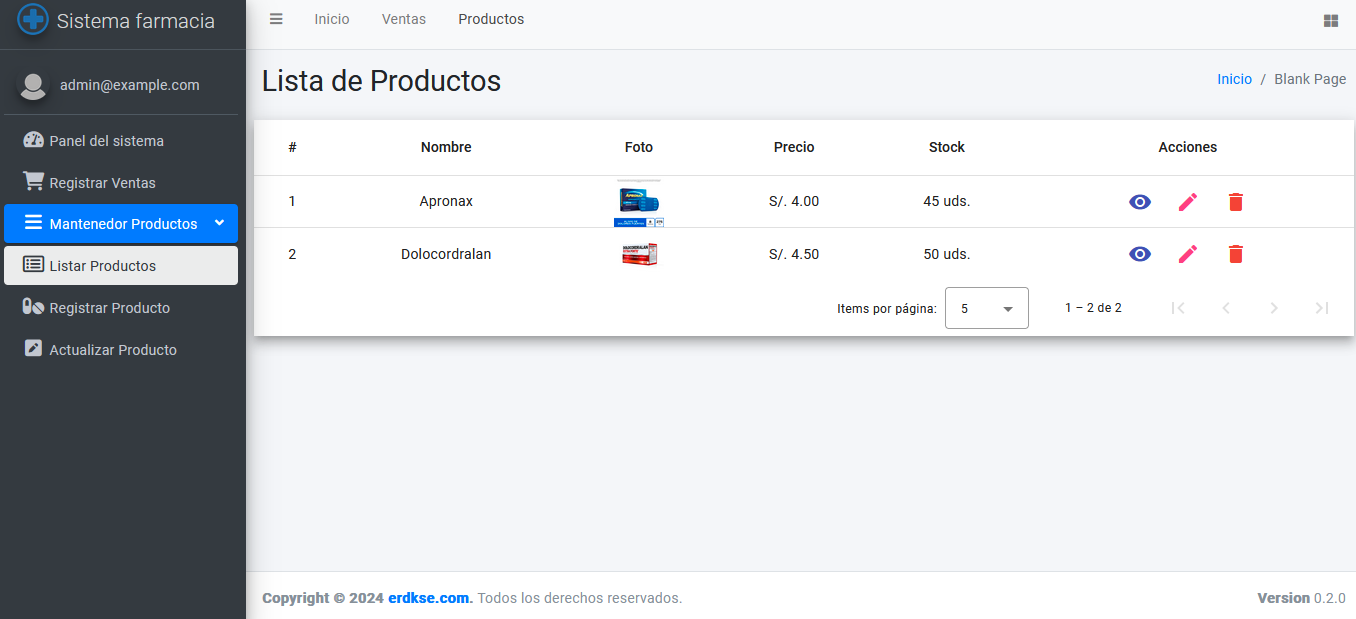 Sistema farmacia
Inicio Ventas Productos
admin@example.com
Lista de Productos
Inicio / Blank Page
Panel del sistema
Registrar Ventas
Mantenedor Productos
Listar Productos
Registrar Producto
Actualizar Producto
# Nombre Foto Precio Stock Acciones
1 Apronax S/. 4.00 45 uds.
2 Dolocordralan S/. 4.50 50 uds.
Items por página: 5 1 – 2 de 2
Copyright © 2024 erdkse.com. Todos los derechos reservados.
Version 0.2.0